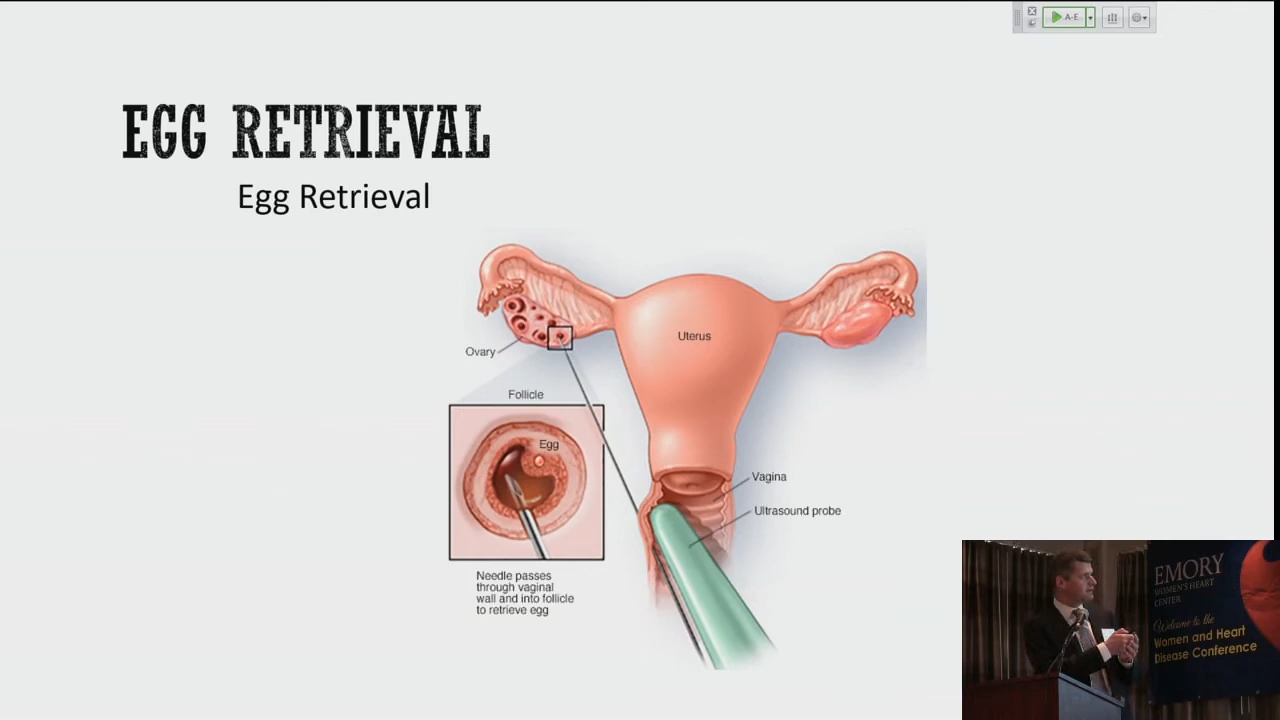 A-E
EGG RETRIEVAL
Egg Retrieval
Uterus
Ovary
Follicle
Egg
Vagina
Ultrasound probe
Needle passes
through vaginal
wall and into follicle
to retrieve egg
EMORY
WOMEN'S HEART
CENTER
Welcome to the
Women and Heart
Disease Conference